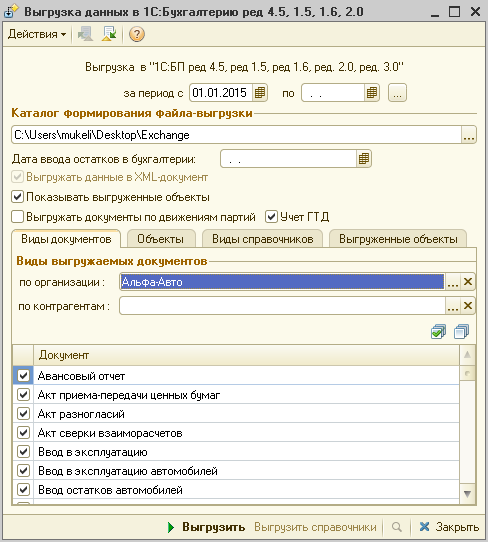 Выгрузка данных в 1С:Бухгалтерию ред 4.5, 1.5, 1.6, 2.0
Действия
Выгрузка в "1С:БП ред 4.5, ред 1.5, ред 1.6, ред. 2.0, ред. 3.0"
за период с 01.01.2015 по . .
Каталог формирования файла-выгрузки
C:\Users\mukeli\Desktop\Exchange
Дата ввода остатков в бухгалтерии: . .
Выгружать данные в XML-документ
Показывать выгруженные объекты
Выгружать документы по движениям партий Учет ГТД
Виды документов Объекты Виды справочников Выгруженные объекты
Виды выгружаемых документов
по организации : Альфа-Авто
по контрагентам :
Документ
Авансовый отчет
Акт приема-передачи ценных бумаг
Акт разногласий
Акт сверки взаиморасчетов
Ввод в эксплуатацию
Ввод в эксплуатацию автомобилей
Ввод остатков автомобилей
Выгрузить Выгрузить справочники Закрыть